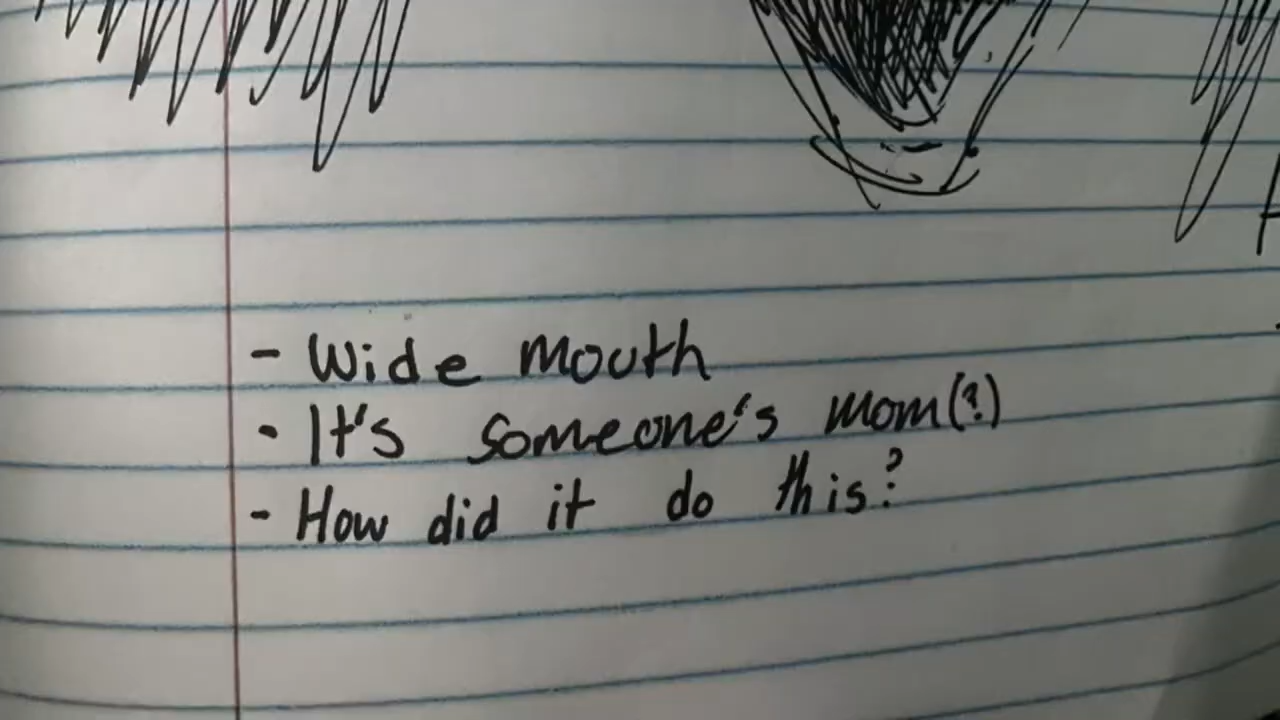 - Wide mouth
- It's someone's mom(?)
- How did it do this?